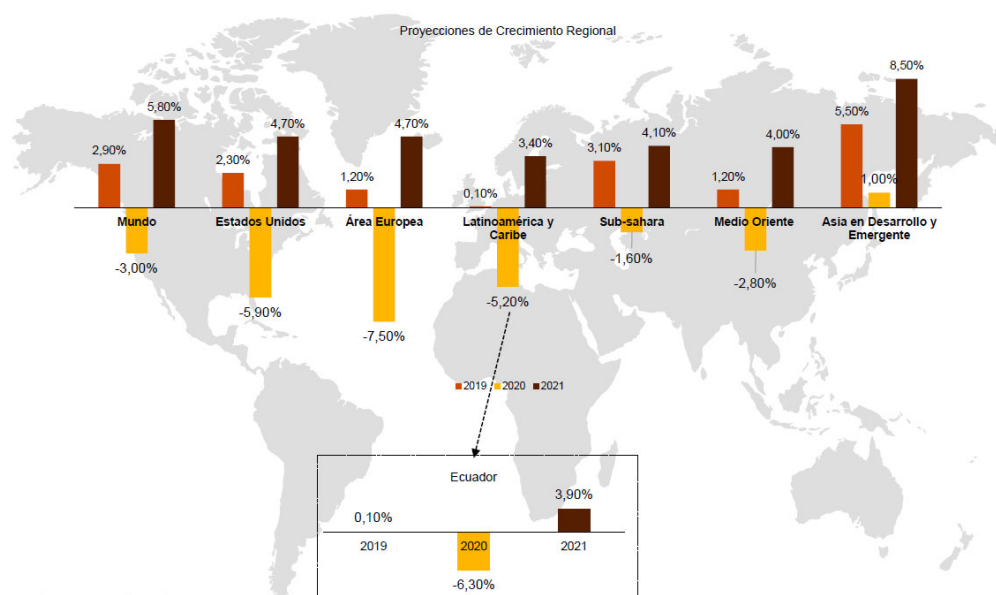 Proyecciones de Crecimiento Regional
2,90%
5,80%
-3,00%
Mundo
2,30%
4,70%
-5,90%
Estados Unidos
1,20%
4,70%
-7,50%
Área Europea
0,10%
3,40%
-5,20%
Latinoamérica y
Caribe
3,10%
4,10%
-1,60%
Sub-sahara
1,20%
4,00%
-2,80%
Medio Oriente
5,50%
1,00%
8,50%
Asia en Desarrollo y
Emergente
2019 2020 2021
Ecuador
0,10%
3,90%
2019 2020 2021
-6,30%